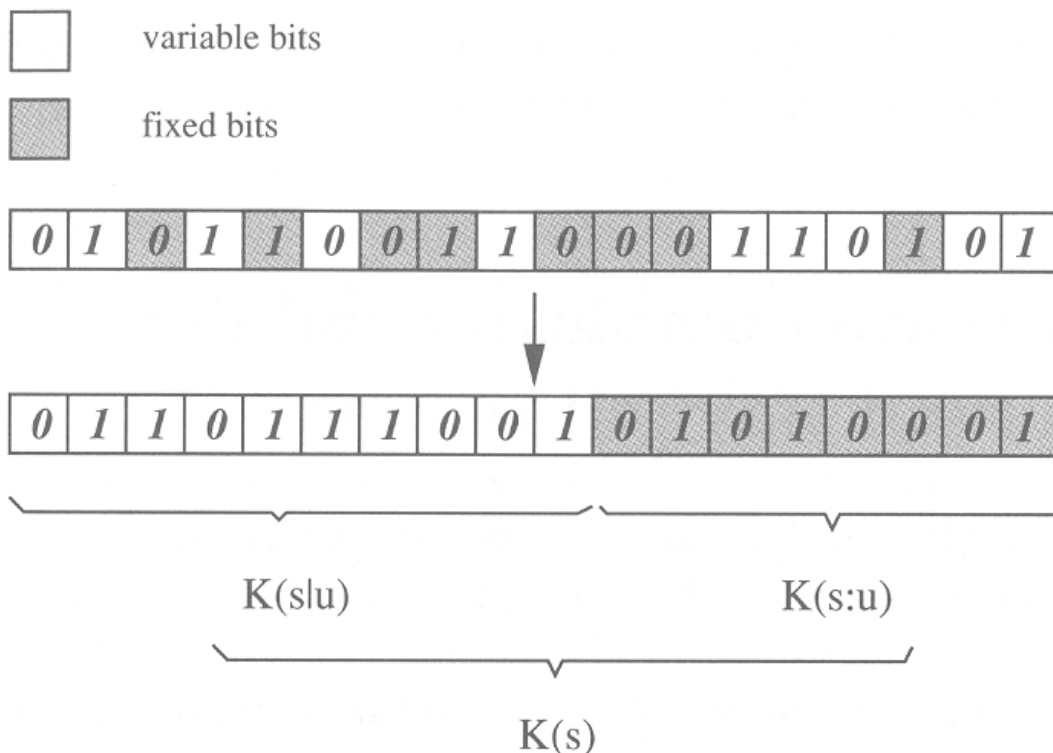 variable bits
fixed bits
0 1 0 1 1 0 0 1 1 0 0 0 1 1 0 1 0 1
0 1 1 0 1 1 1 0 0 1 0 1 0 1 0 0 0 1
K(s|u) K(s:u)
K(s)